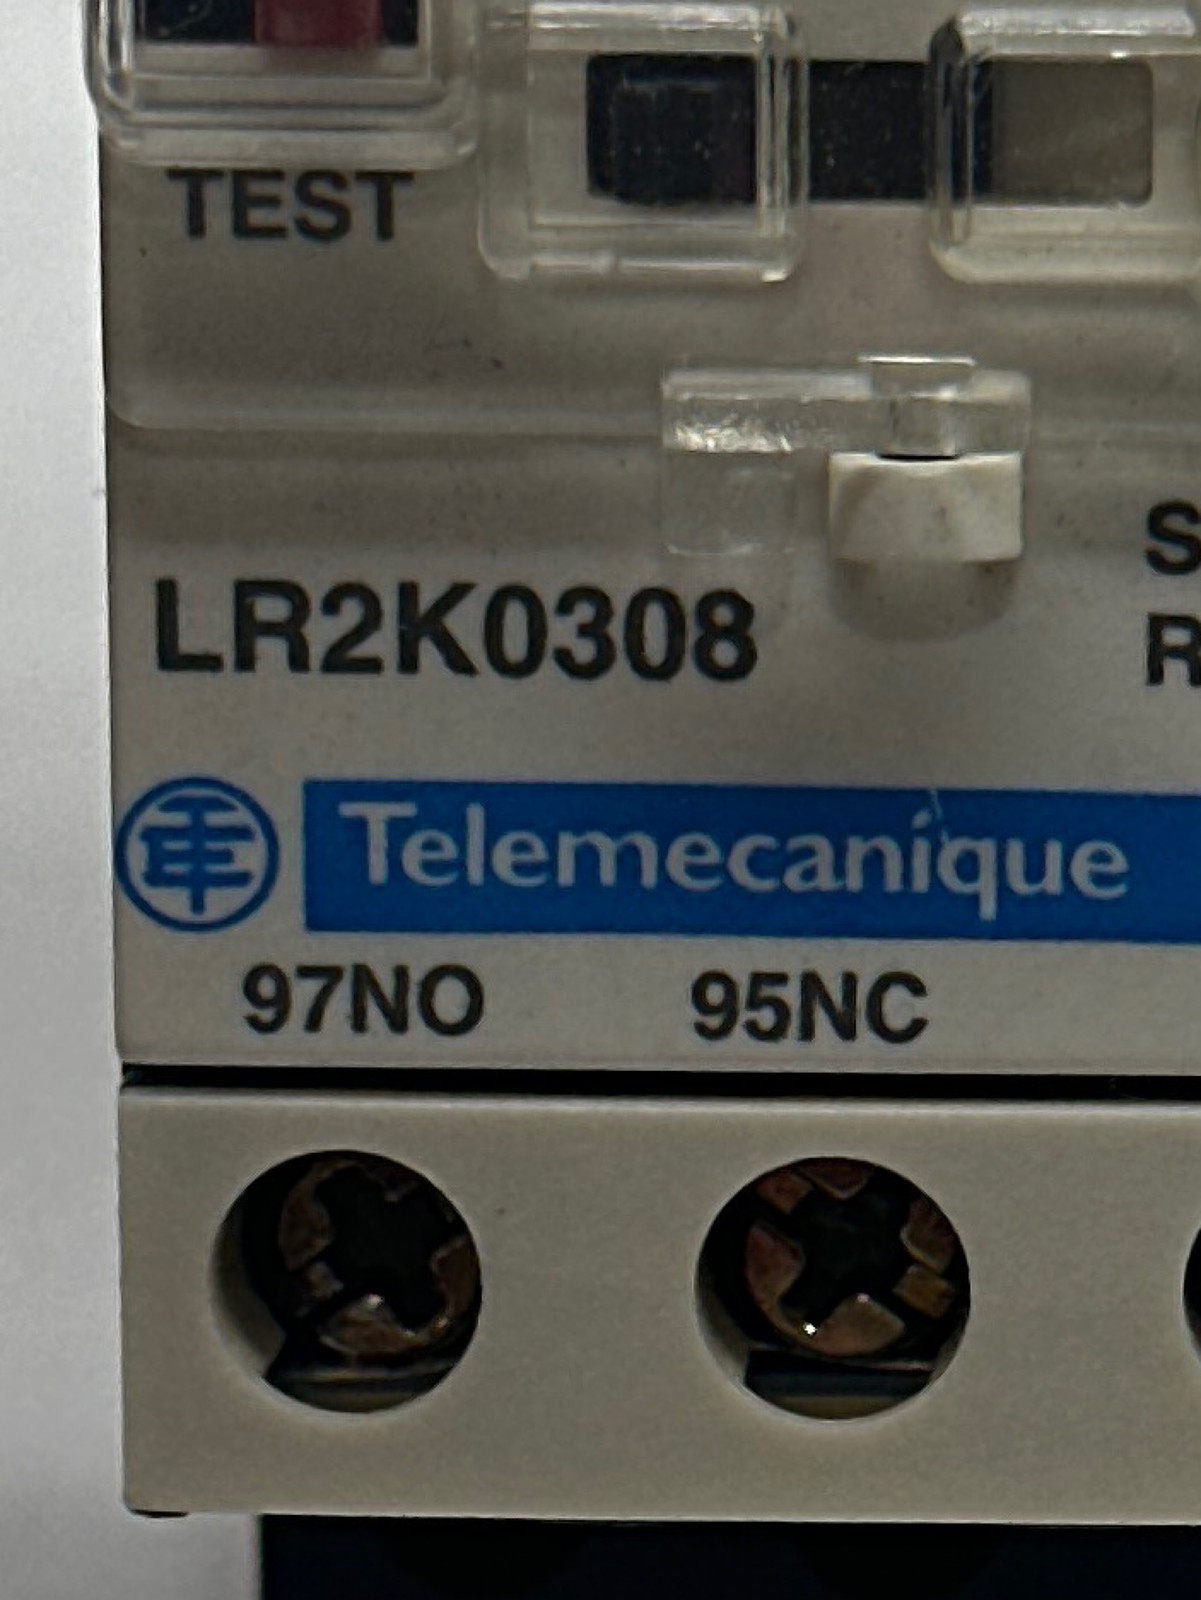 TEST
S
LR2K0308
R
Telemecanique
97NO 95NC